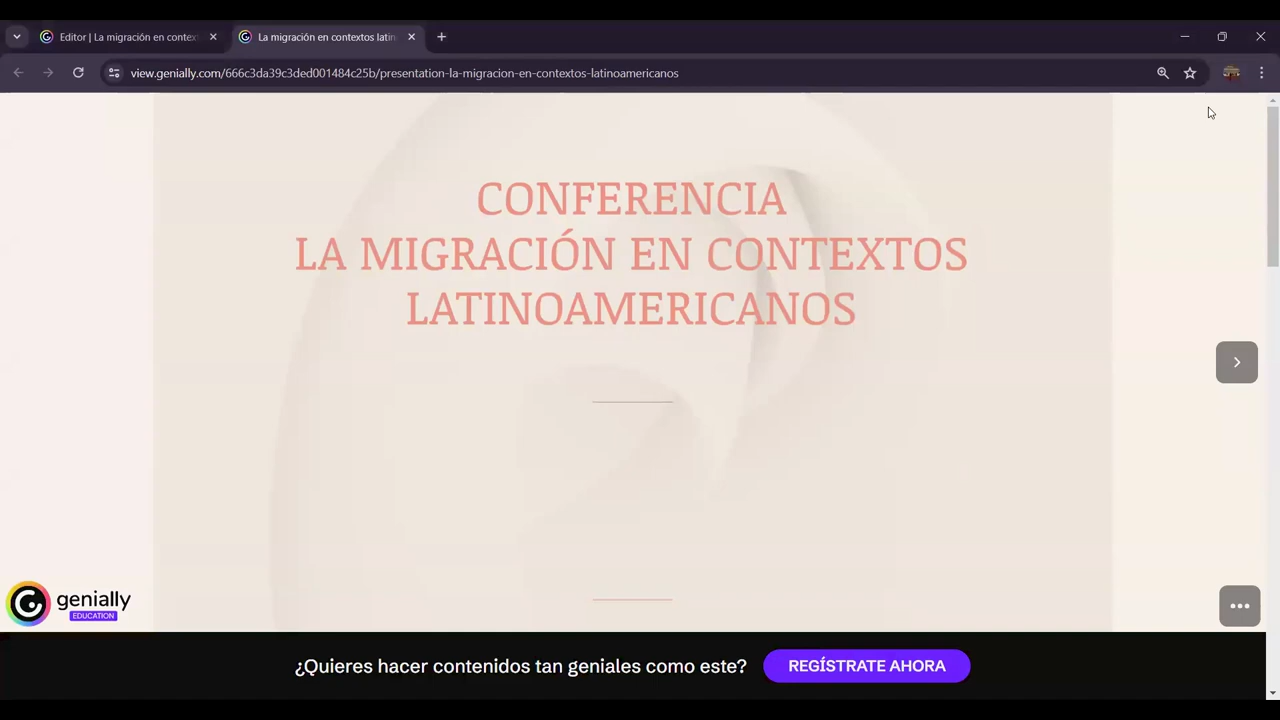 Editor | La migración en contex
La migración en contextos latin
view.genially.com/666c3da39c3ded001484c25b/presentation-la-migracion-en-contextos-latinoamericanos
CONFERENCIA
LA MIGRACIÓN EN CONTEXTOS
LATINOAMERICANOS
genially
EDUCATION
¿Quieres hacer contenidos tan geniales como este?
REGÍSTRATE AHORA